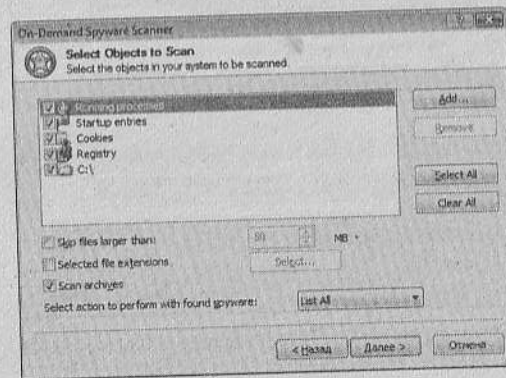 On-Demand Spyware Scanner
Select Objects to Scan
Select the objects in your system to be scanned.
Running processes
Startup entries
Cookies
Registry
C:\
Add...
Remove
Select All
Clear All
Skip files larger than:
MB
Selected file extensions
Select...
Scan archives
Select action to perform with found spyware:
List All
< Назад
Далее >
Отмена